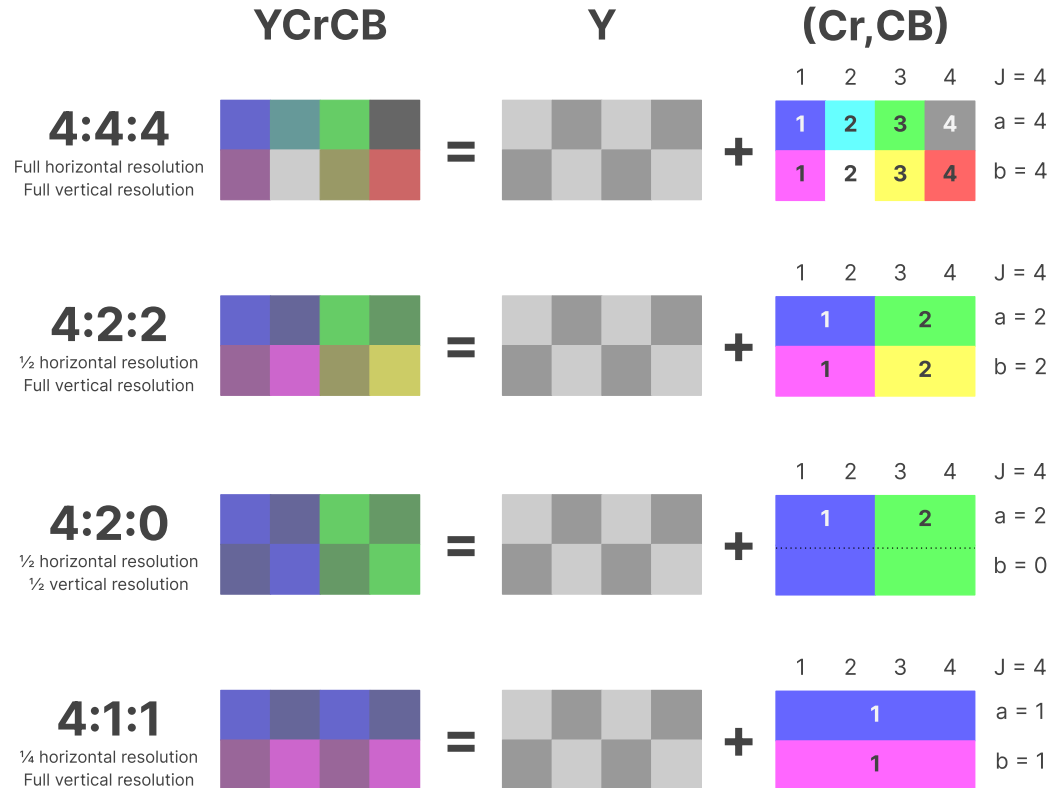 YCrCB Y (Cr,CB)
1 2 3 4 J = 4
4:4:4
Full horizontal resolution
Full vertical resolution
=
+
1 2 3 4 a = 4
1 2 3 4 b = 4
1 2 3 4 J = 4
4:2:2
½ horizontal resolution
Full vertical resolution
=
+
1 2 a = 2
1 2 b = 2
1 2 3 4 J = 4
4:2:0
½ horizontal resolution
½ vertical resolution
=
+
1 2 a = 2
b = 0
1 2 3 4 J = 4
4:1:1
¼ horizontal resolution
Full vertical resolution
=
+
1 a = 1
1 b = 1